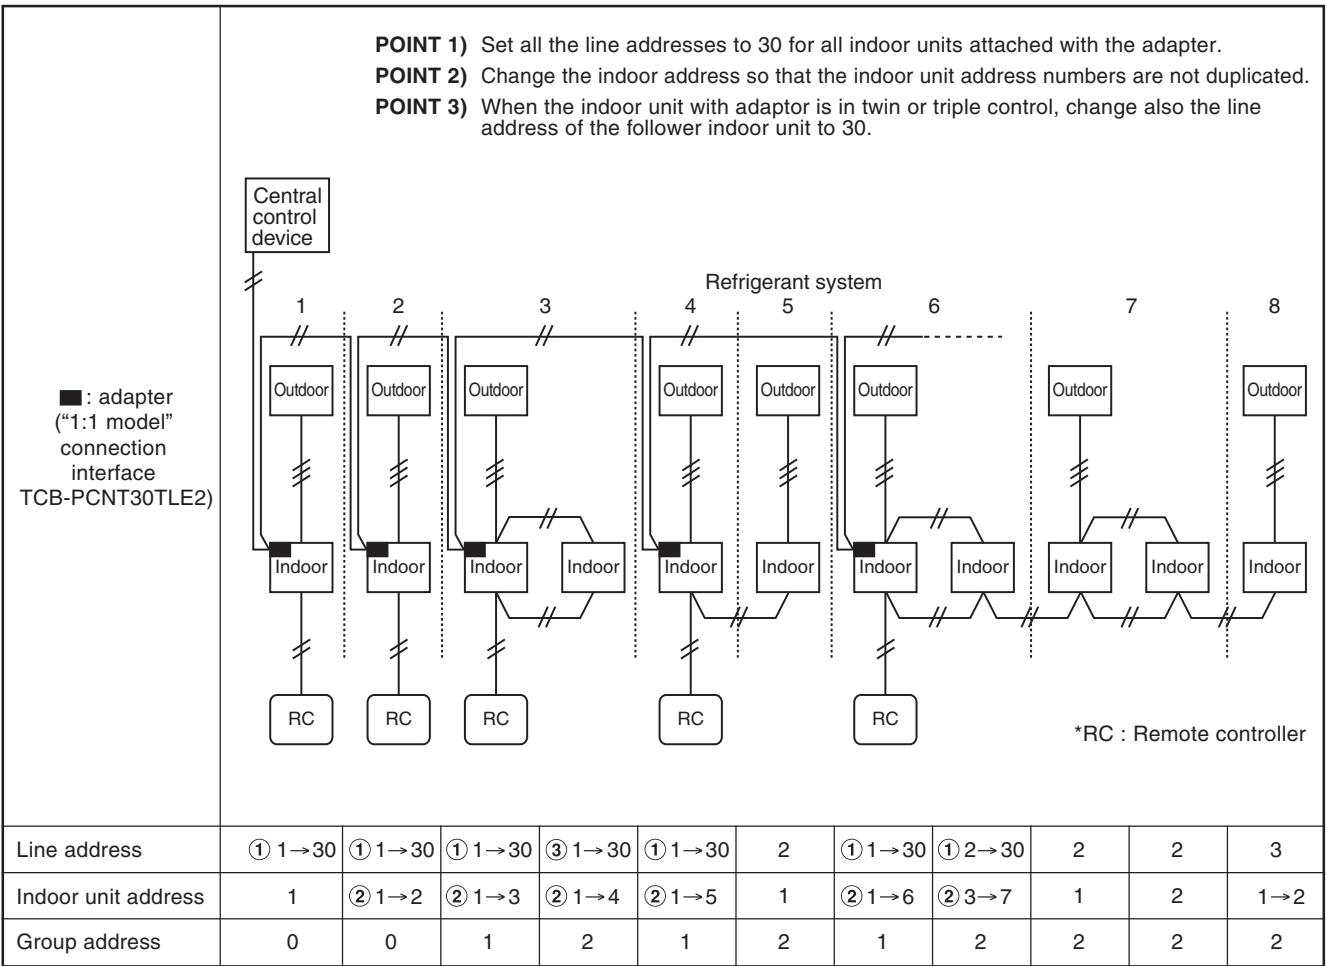 POINT 1) Set all the line addresses to 30 for all indoor units attached with the adapter.
POINT 2) Change the indoor address so that the indoor unit address numbers are not duplicated.
POINT 3) When the indoor unit with adaptor is in twin or triple control, change also the line
address of the follower indoor unit to 30.
Central
control
device
Refrigerant system
1 2 3 4 5 6 7 8
■ : adapter
("1:1 model"
connection
interface
TCB-PCNT30TLE2)
Outdoor Outdoor Outdoor Outdoor Outdoor Outdoor Outdoor Outdoor
Indoor Indoor Indoor Indoor Indoor Indoor Indoor Indoor Indoor Indoor Indoor
RC RC RC RC RC
*RC : Remote controller
Line address ① 1→30 ① 1→30 ① 1→30 ③ 1→30 ① 1→30 2 ① 1→30 ① 2→30 2 2 3
Indoor unit address 1 ② 1→2 ② 1→3 ② 1→4 ② 1→5 1 ② 1→6 ② 3→7 1 2 1→2
Group address 0 0 1 2 1 2 1 2 2 2 2